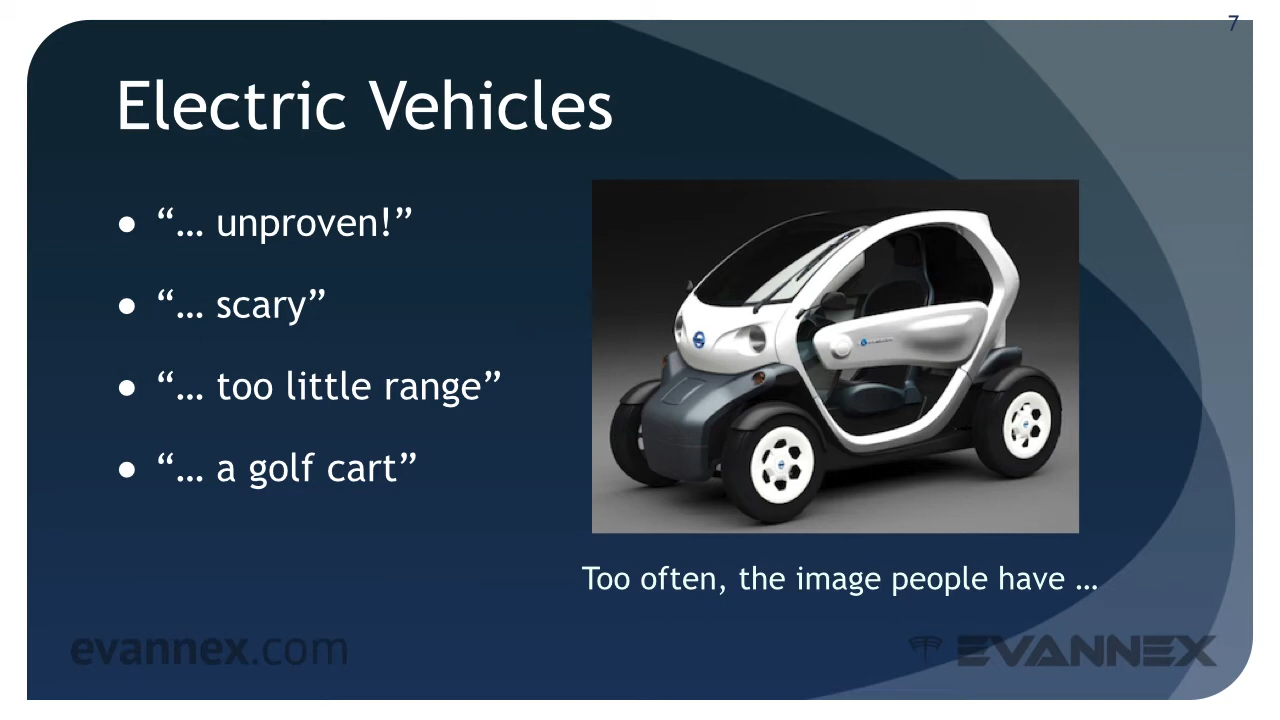 7
Electric Vehicles
● “… unproven!”
● “… scary”
● “… too little range”
● “… a golf cart”
Too often, the image people have …
evannex.com
EVANNEX